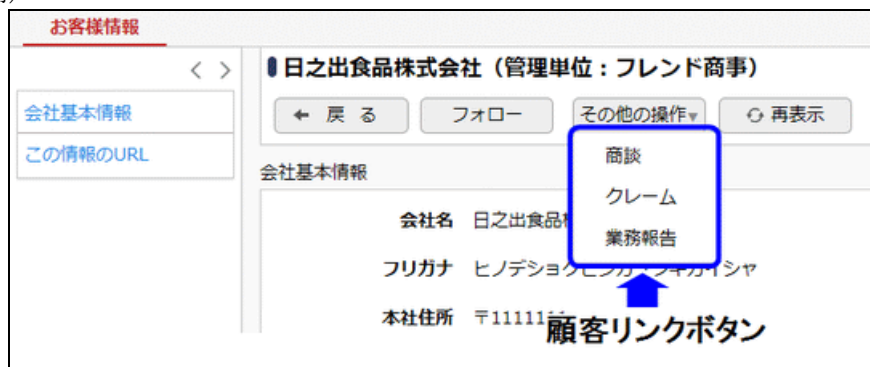 お客様情報
< >
日之出食品株式会社（管理単位：フレンド商事）
会社基本情報
この情報のURL
戻 る
フォロー
その他の操作▾
再表示
商談
クレーム
業務報告
会社基本情報
会社名 日之出食品
フリガナ ヒノデショ
シャ
本社住所 〒11111
顧客リンクボタン